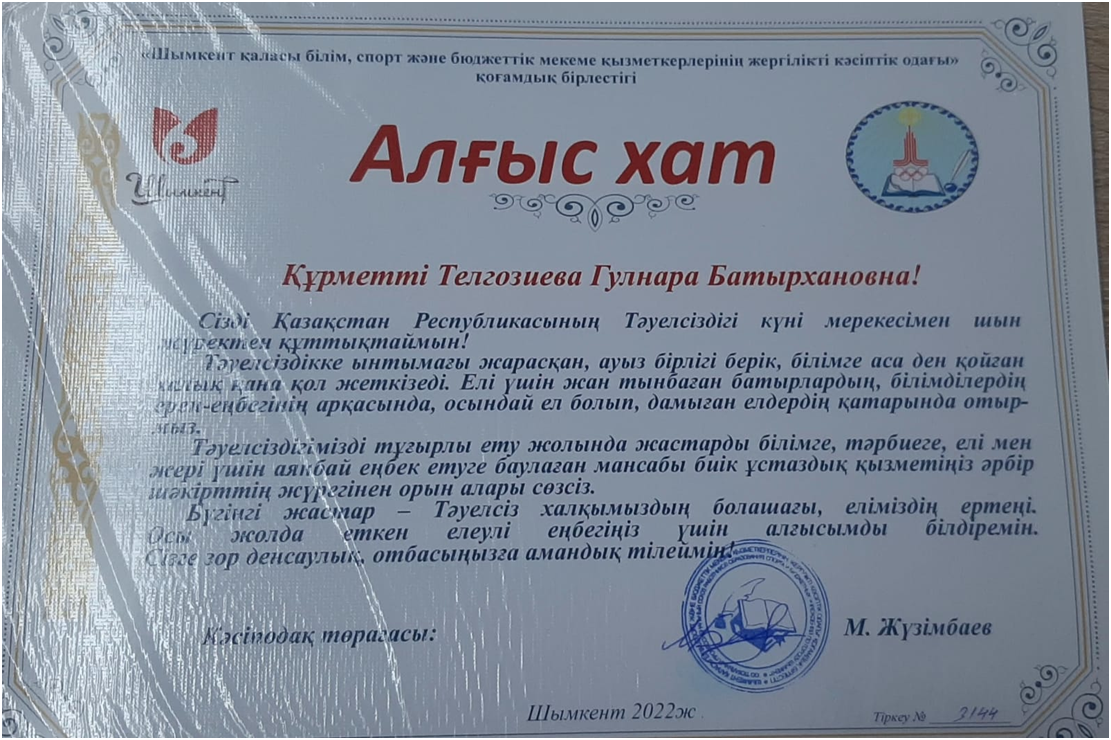 «Шымкент қаласы білім, спорт және бюджеттік мекеме қызметкерлерінің жергілікті кәсіптік одағы»
қоғамдық бірлестігі
Шымкент
Алғыс хат
Құрметті Телгозиева Гулнара Батырхановна!
Сізді Қазақстан Республикасының Тәуелсіздігі күні мерекесімен шын
жүректен құттықтаймын!
Тәуелсіздікке ынтымағы жарасқан, ауыз бірлігі берік, білімге аса ден қойған
халық қана қол жеткізеді. Елі үшін жан тынбаған батырлардың, білімділердің
ерен-еңбегінің арқасында, осындай ел болып, дамыған елдердің қатарында отыр-
мыз.
Тәуелсіздігімізді тұғырлы ету жолында жастарды білімге, тәрбиеге, елі мен
жері үшін аянбай еңбек етуге баулаған мансабы биік ұстаздық қызметіңіз әрбір
шәкірттің жүрегінен орын алары сөзсіз.
Бүгінгі жастар – Тәуелсіз халқымыздың болашағы, еліміздің ертеңі.
Осы жолда еткен елеулі еңбегіңіз үшін алғысымды білдіремін.
Сізге зор денсаулық, отбасыңызға амандық тілеймін!
Кәсіподақ төрағасы:
М. Жүзімбаев
Шымкент 2022ж
Тіркеу № 3144